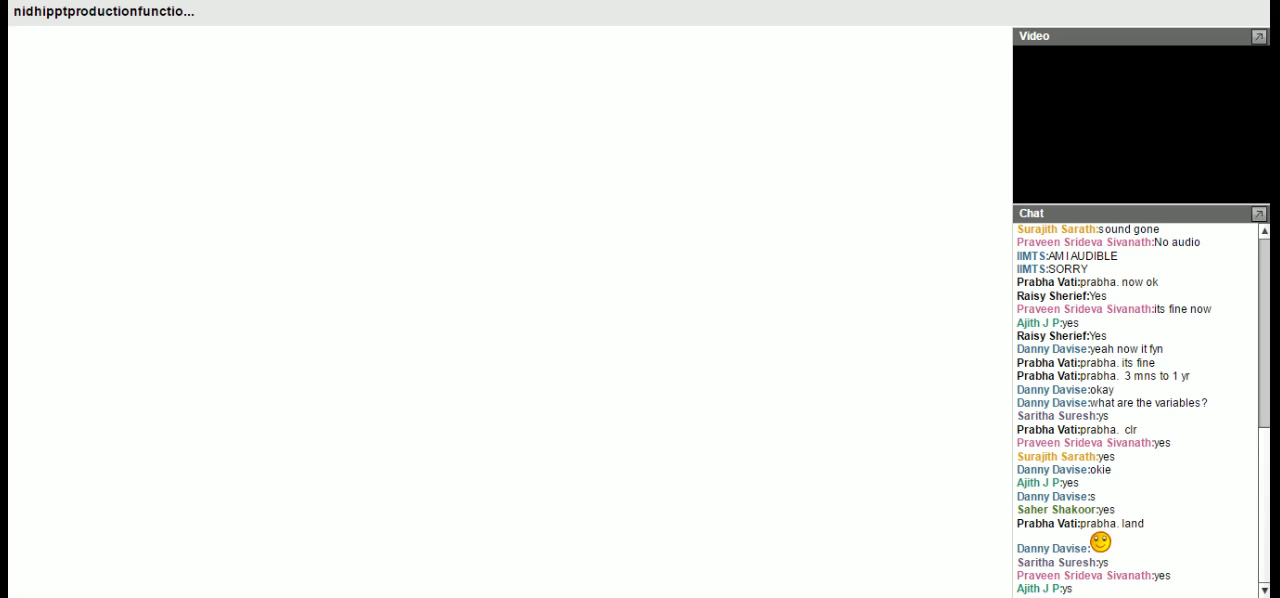 nidhipptproductionfunctio...
Video
Chat
Surajith Sarath:sound gone
Praveen Srideva Sivanath:No audio
IIMTS:AM I AUDIBLE
IIMTS:SORRY
Prabha Vati:prabha. now ok
Raisy Sherief:Yes
Praveen Srideva Sivanath:its fine now
Ajith J P:yes
Raisy Sherief:Yes
Danny Davise:yeah now it fyn
Prabha Vati:prabha. its fine
Prabha Vati:prabha.  3 mns to 1 yr
Danny Davise:okay
Danny Davise:what are the variables?
Saritha Suresh:ys
Prabha Vati:prabha.  clr
Praveen Srideva Sivanath:yes
Surajith Sarath:yes
Danny Davise:okie
Ajith J P:yes
Danny Davise:s
Saher Shakoor:yes
Prabha Vati:prabha. land
Danny Davise:
Saritha Suresh:ys
Praveen Srideva Sivanath:yes
Ajith J P:ys